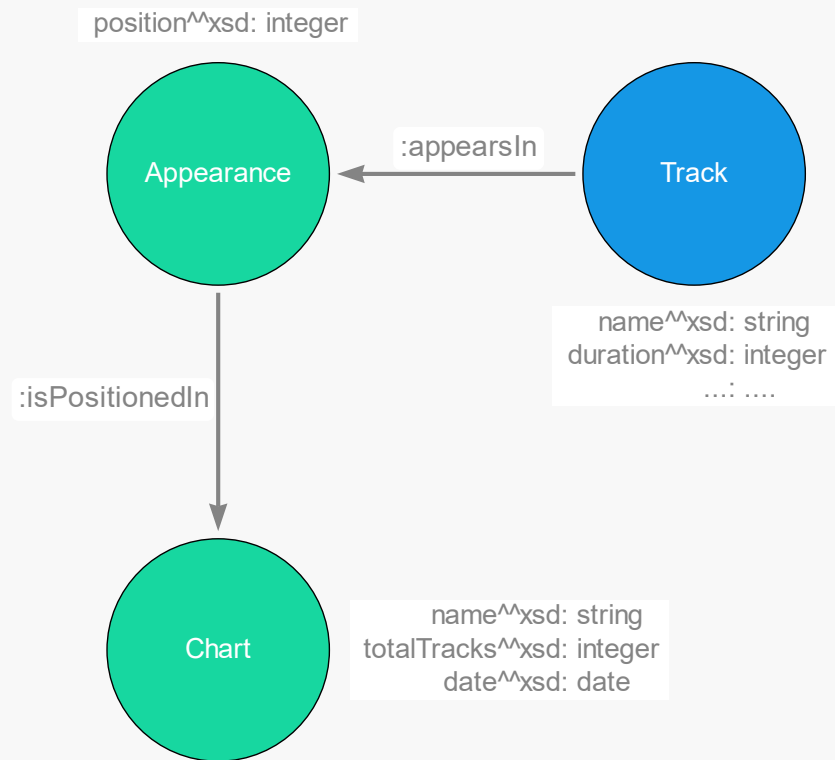 position^^xsd: integer
:appearsIn
Appearance
Track
name^^xsd: string
duration^^xsd: integer
...: ....
:isPositionedIn
name^^xsd: string
Chart
totalTracks^^xsd: integer
date^^xsd: date